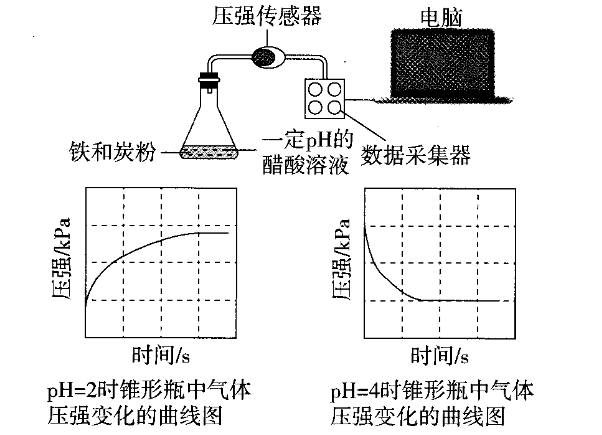 压强传感器
电脑
铁和炭粉
一定pH的
醋酸溶液
数据采集器
压强/kPa
时间/s
pH=2时锥形瓶中气体
压强变化的曲线图
压强/kPa
时间/s
pH=4时锥形瓶中气体
压强变化的曲线图